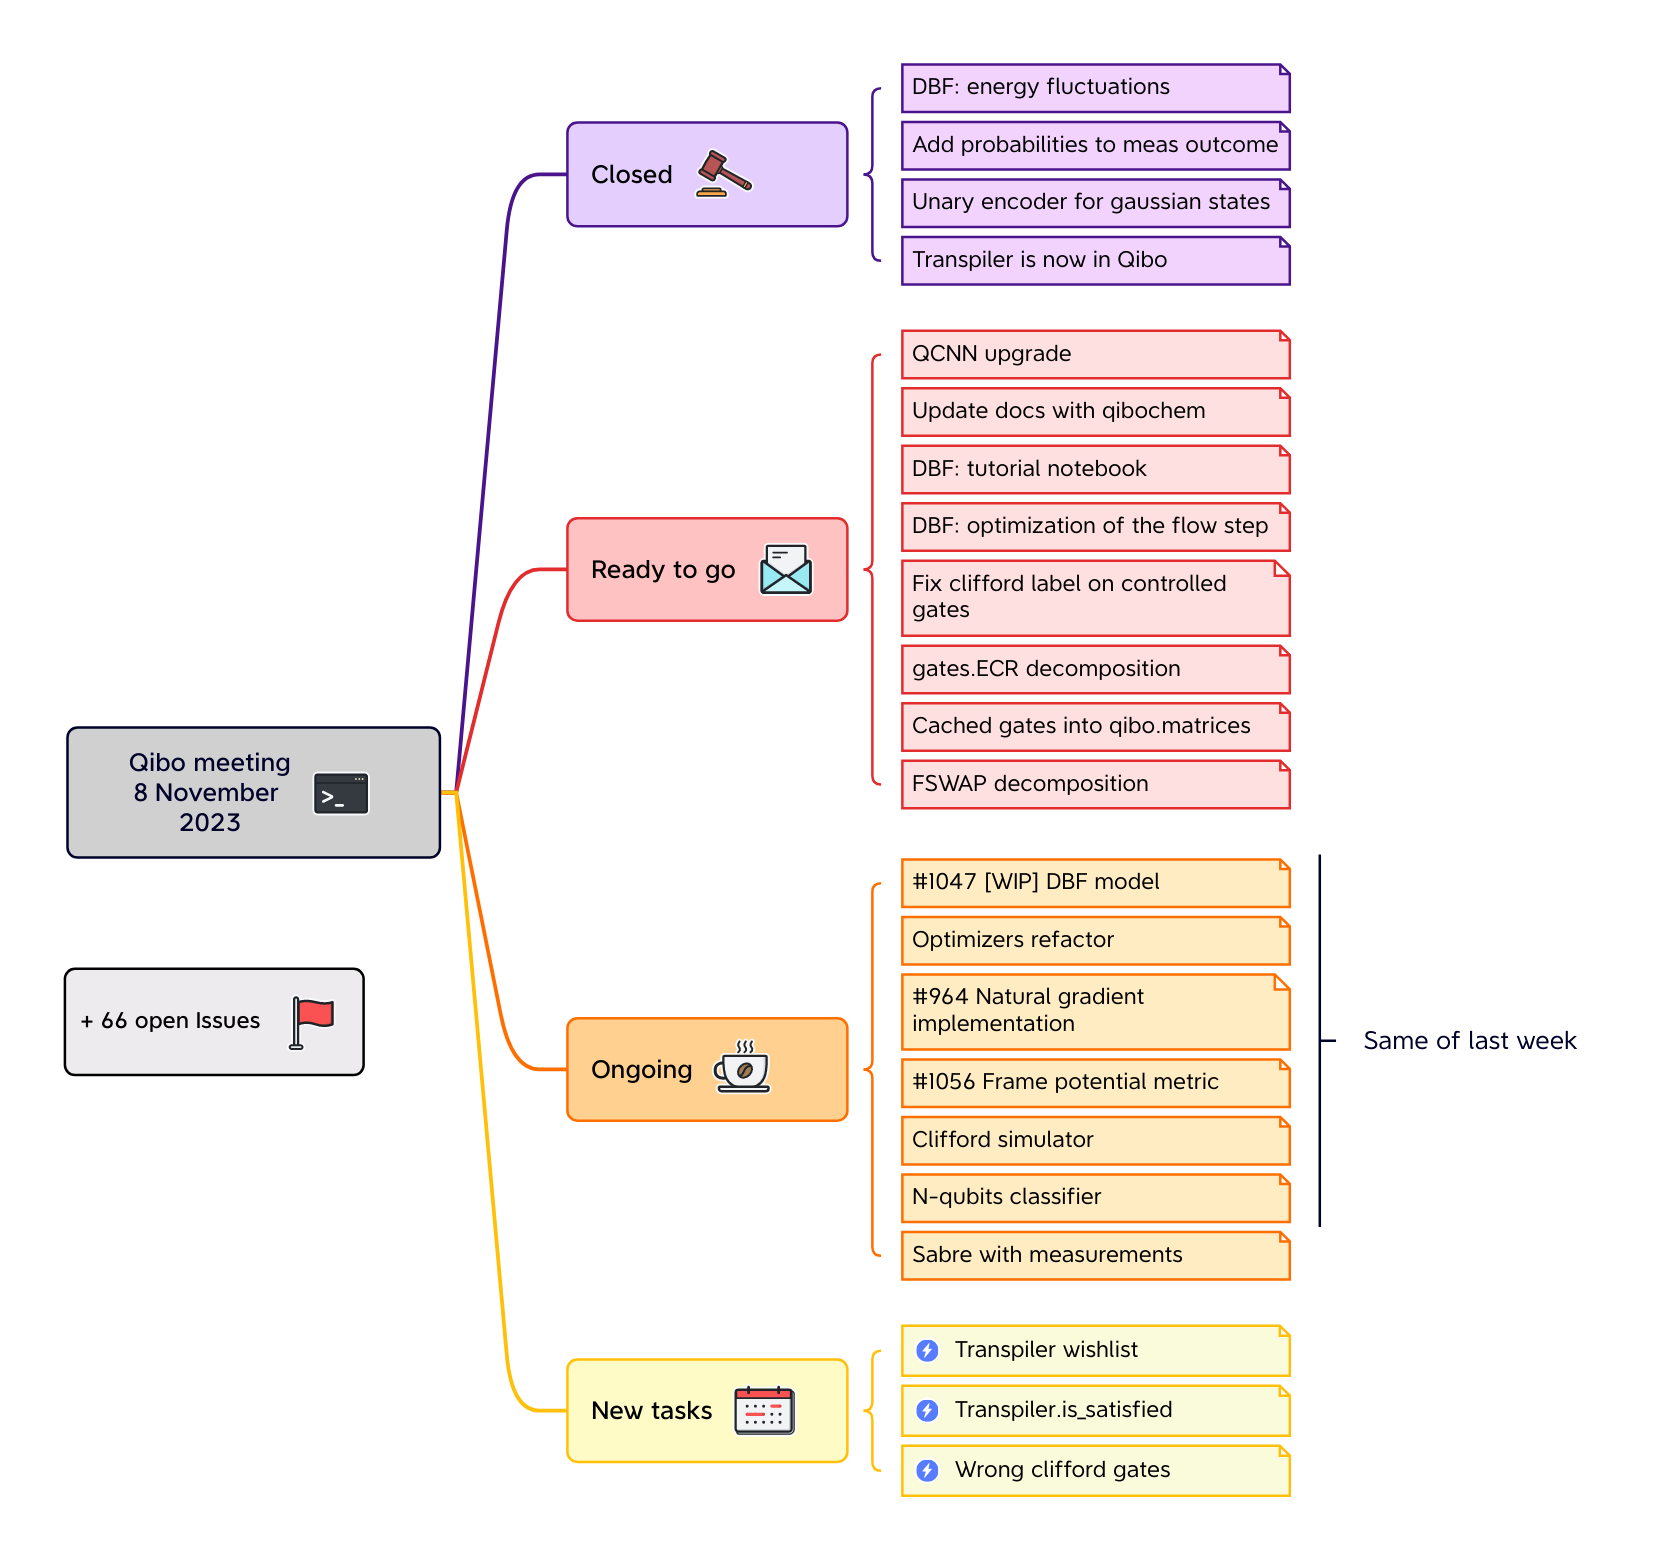 Qibo meeting
8 November
2023
>_
+ 66 open Issues
Closed
DBF: energy fluctuations
Add probabilities to meas outcome
Unary encoder for gaussian states
Transpiler is now in Qibo
Ready to go
QCNN upgrade
Update docs with qibochem
DBF: tutorial notebook
DBF: optimization of the flow step
Fix clifford label on controlled
gates
gates.ECR decomposition
Cached gates into qibo.matrices
FSWAP decomposition
Ongoing
#1047 [WIP] DBF model
Optimizers refactor
#964 Natural gradient
implementation
#1056 Frame potential metric
Clifford simulator
N-qubits classifier
Sabre with measurements
Same of last week
New tasks
Transpiler wishlist
Transpiler.is_satisfied
Wrong clifford gates